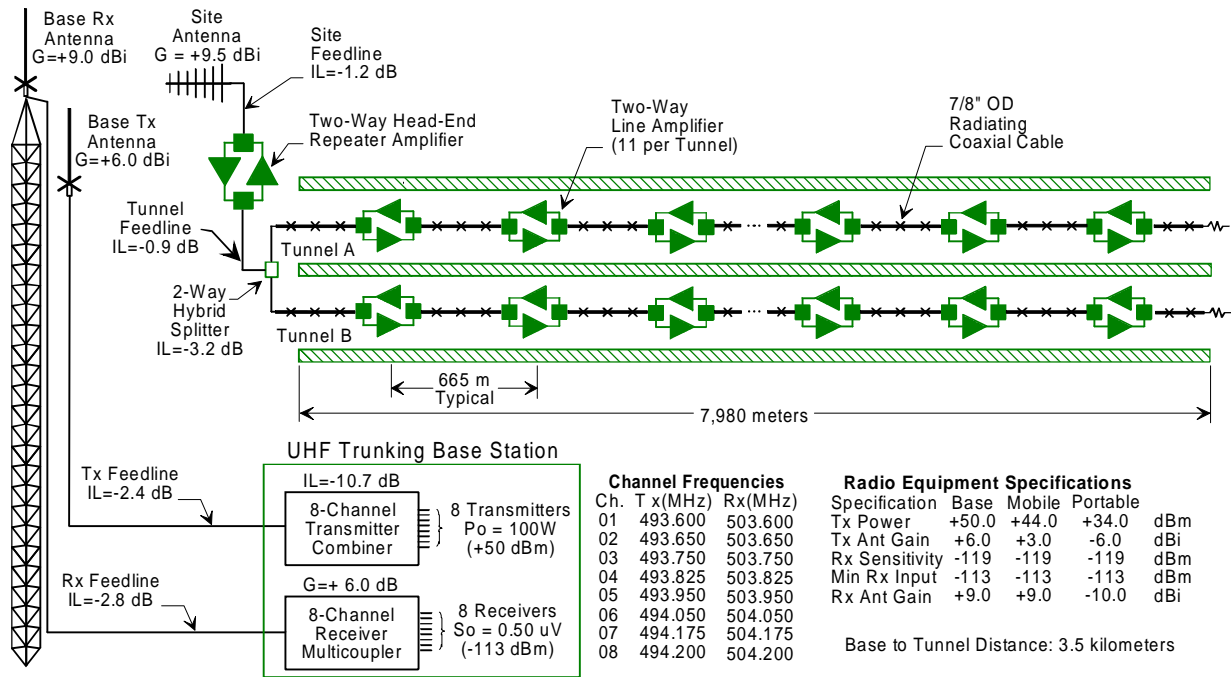 Base Rx
Antenna
G=+9.0 dBi
Site
Antenna
G = +9.5 dBi
Site
Feedline
IL=-1.2 dB
Base Tx
Antenna
G=+6.0dBi
Two-Way Head-End
Repeater Amplifier
Two-Way
Line Amplifier
(11 per Tunnel)
7/8" OD
Radiating
Coaxial Cable
Tunnel
Feedline
IL=-0.9 dB
Tunnel A
2-Way
Hybrid
Splitter
IL=-3.2 dB
Tunnel B
665 m
Typical
7,980 meters
UHF Trunking Base Station
Tx Feedline
IL=-2.4 dB
IL=-10.7 dB
8-Channel
Transmitter
Combiner
8 Transmitters
Po = 100W
(+50 dBm)
Rx Feedline
IL=-2.8 dB
G=+ 6.0 dB
8-Channel
Receiver
Multicoupler
8 Receivers
So = 0.50 uV
(-113 dBm)
Channel Frequencies
Ch. T x(MHz) Rx(MHz)
01 493.600 503.600
02 493.650 503.650
03 493.750 503.750
04 493.825 503.825
05 493.950 503.950
06 494.050 504.050
07 494.175 504.175
08 494.200 504.200
Radio Equipment Specifications
Specification Base Mobile Portable
Tx Power +50.0 +44.0 +34.0 dBm
Tx Ant Gain +6.0 +3.0 -6.0 dBi
Rx Sensitivity -119 -119 -119 dBm
Min Rx Input -113 -113 -113 dBm
Rx Ant Gain +9.0 +9.0 -10.0 dBi
Base to Tunnel Distance: 3.5 kilometers